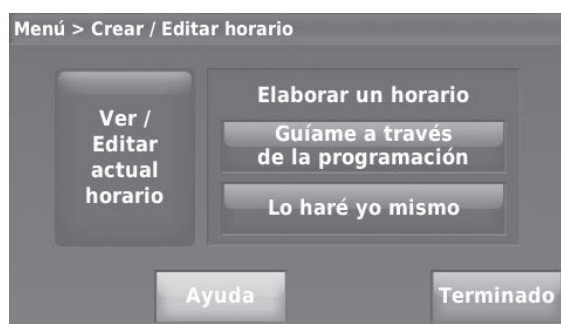 Menú > Crear / Editar horario
Ver /
Editar
actual
horario
Elaborar un horario
Guíame a través
de la programación
Lo haré yo mismo
Ayuda
Terminado